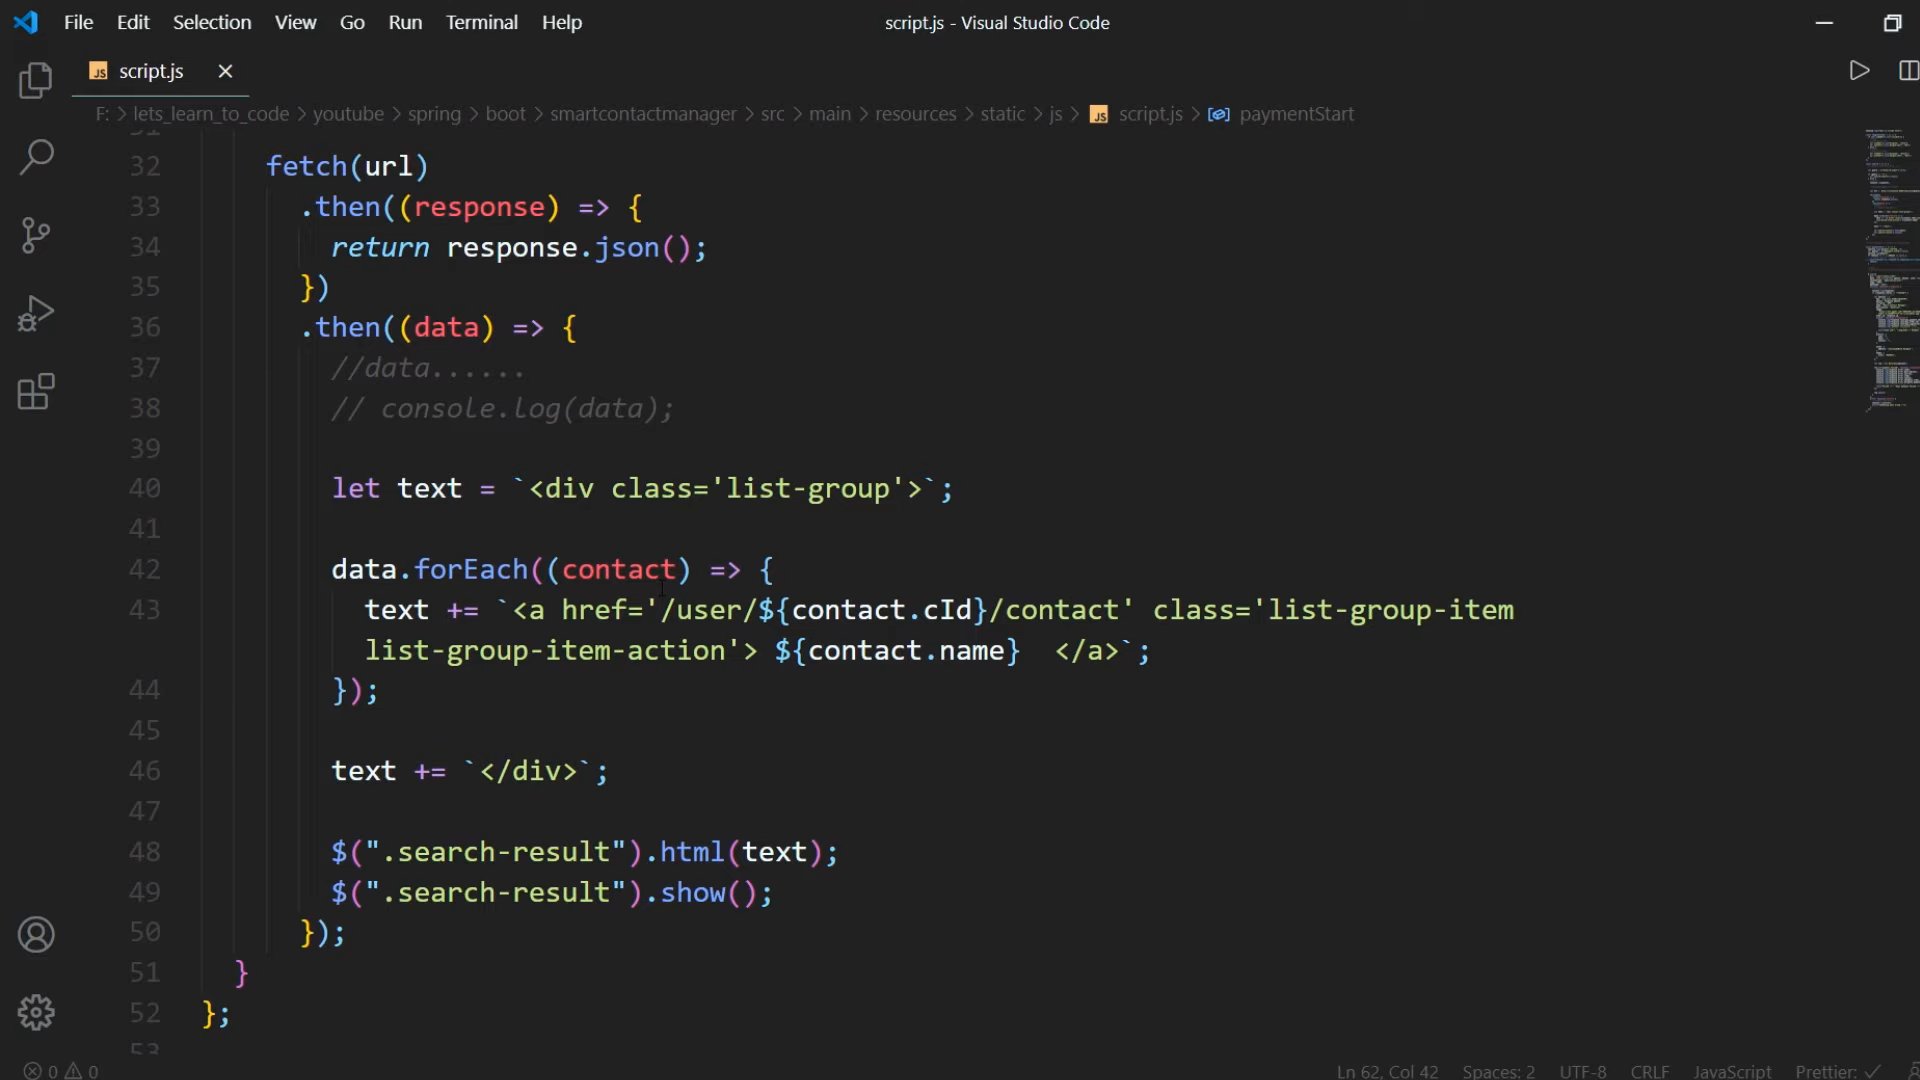 File Edit Selection View Go Run Terminal Help
script.js - Visual Studio Code
JS script.js
F: > lets_learn_to_code > youtube > spring > boot > smartcontactmanager > src > main > resources > static > js > JS script.js > paymentStart
31
32 fetch(url)
33 .then((response) => {
34 return response.json();
35 })
36 .then((data) => {
37 //data......
38 // console.log(data);
39
40 let text = `<div class='list-group'>`;
41
42 data.forEach((contact) => {
43 text += `<a href='/user/${contact.cId}/contact' class='list-group-item
list-group-item-action'> ${contact.name}  </a>`;
44 });
45
46 text += `</div>`;
47
48 $(".search-result").html(text);
49 $(".search-result").show();
50 });
51 }
52 };
53
0 0
Ln 62, Col 42 Spaces: 2 UTF-8 CRLF JavaScript Prettier: ✓